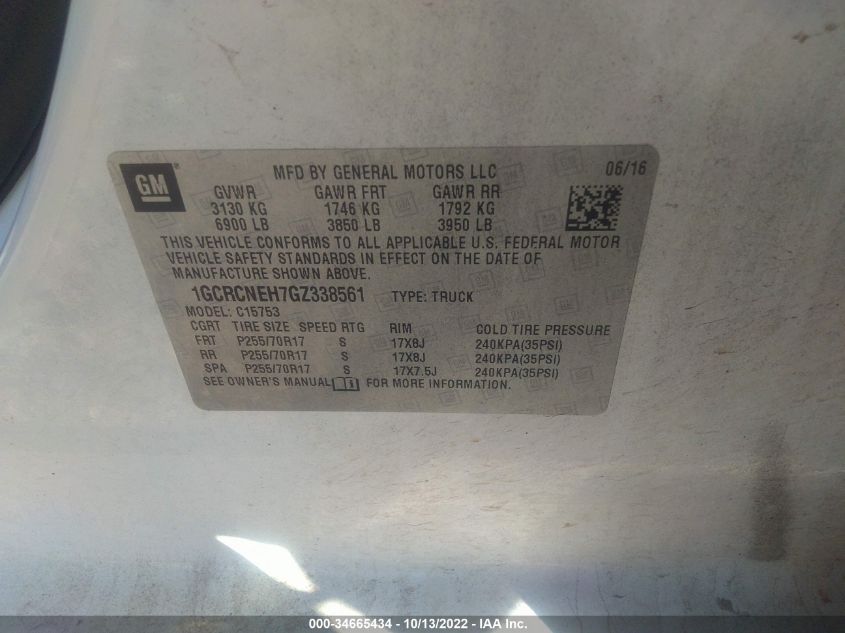 GM
MFD BY GENERAL MOTORS LLC 06/16
GVWR GAWR FRT GAWR RR
3130 KG 1746 KG 1792 KG
6900 LB 3850 LB 3950 LB
THIS VEHICLE CONFORMS TO ALL APPLICABLE U.S. FEDERAL MOTOR
VEHICLE SAFETY STANDARDS IN EFFECT ON THE DATE OF
MANUFACTURE SHOWN ABOVE.
1GCRCNEH7GZ338561 TYPE: TRUCK
MODEL: C15753
CGRT TIRE SIZE SPEED RTG RIM COLD TIRE PRESSURE
FRT P255/70R17 S 17X8J 240KPA(35PSI)
RR P255/70R17 S 17X8J 240KPA(35PSI)
SPA P255/70R17 S 17X7.5J 240KPA(35PSI)
SEE OWNER'S MANUAL FOR MORE INFORMATION.
000-34665434 - 10/13/2022 - IAA Inc.